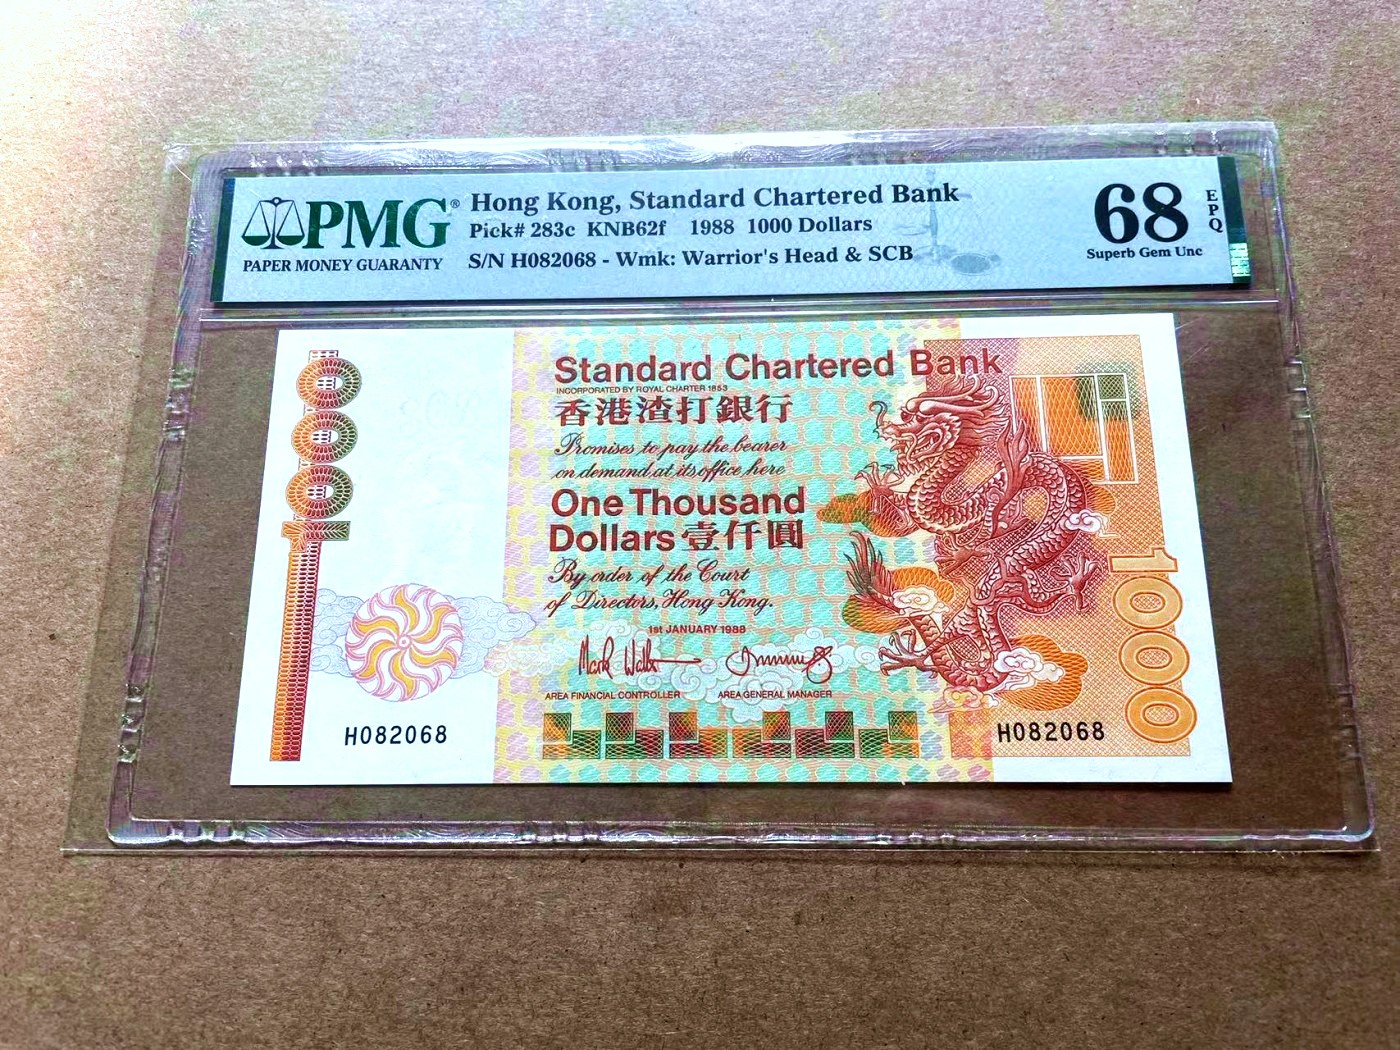 PMG®
PAPER MONEY GUARANTY
Hong Kong, Standard Chartered Bank
Pick# 283c KNB62f 1988 1000 Dollars
S/N H082068 - Wmk: Warrior's Head & SCB
68
EPQ
Superb Gem Unc
1000
Standard Chartered Bank
INCORPORATED BY ROYAL CHARTER 1853
香港渣打銀行
Promises to pay the bearer
on demand at its office here
One Thousand
Dollars 壹仟圓
By order of the Court
of Directors, Hong Kong.
1st JANUARY 1988
AREA FINANCIAL CONTROLLER AREA GENERAL MANAGER
H082068
H082068
1000